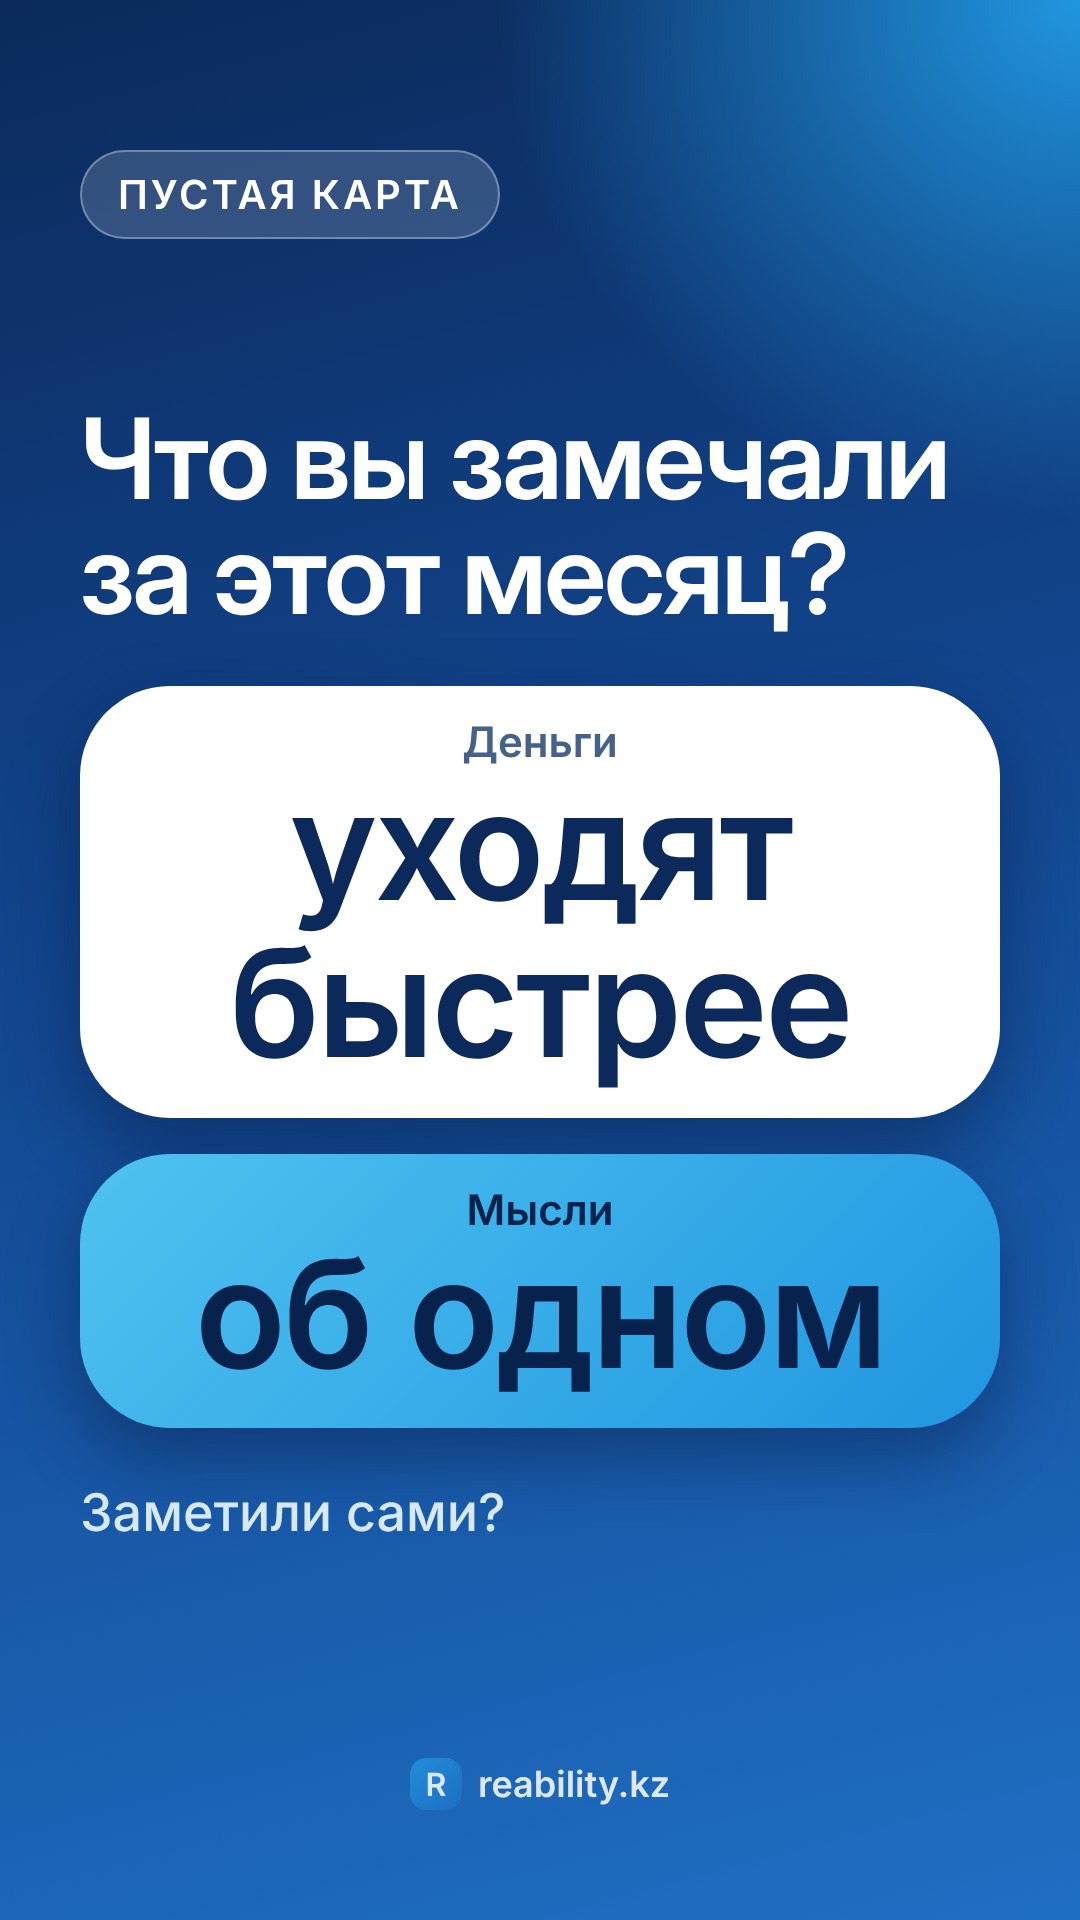 ПУСТАЯ КАРТА
Что вы замечали
за этот месяц?
Деньги
уходят
быстрее
Мысли
об одном
Заметили сами?
R reability.kz